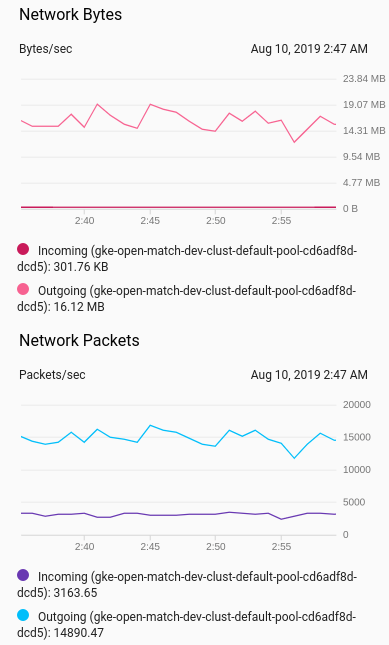 Network Bytes
Bytes/sec Aug 10, 2019 2:47 AM
23.84 MB
19.07 MB
14.31 MB
9.54 MB
4.77 MB
0 B
2:40 2:45 2:50 2:55
Incoming (gke-open-match-dev-clust-default-pool-cd6adf8d-
dcd5): 301.76 KB
Outgoing (gke-open-match-dev-clust-default-pool-cd6adf8d-
dcd5): 16.12 MB
Network Packets
Packets/sec Aug 10, 2019 2:47 AM
20000
15000
10000
5000
0
2:40 2:45 2:50 2:55
Incoming (gke-open-match-dev-clust-default-pool-cd6adf8d-
dcd5): 3163.65
Outgoing (gke-open-match-dev-clust-default-pool-cd6adf8d-
dcd5): 14890.47